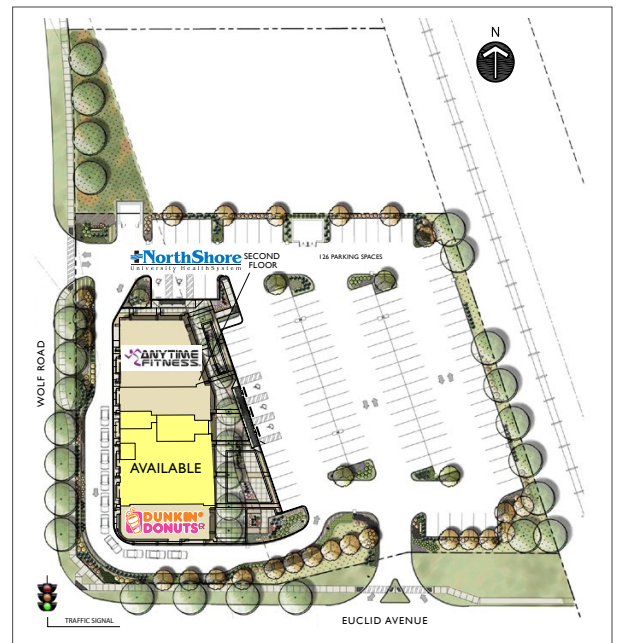 N
NorthShore
University HealthSystem
SECOND
FLOOR
126 PARKING SPACES
WOLF ROAD
ANYTIME
FITNESS
AVAILABLE
DUNKIN'
DONUTS
TRAFFIC SIGNAL
EUCLID AVENUE